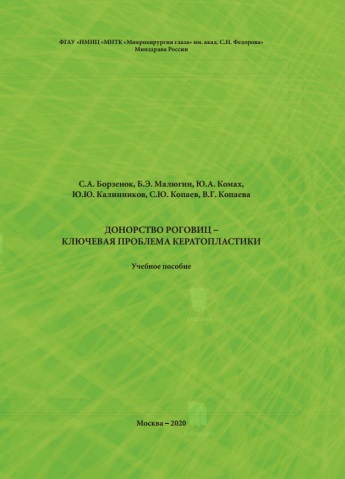 ФГАУ «НМИЦ «МНТК «Микрохирургия глаза» им. акад. С.Н. Федорова»
Минздрава России
С.А. Борзенок, Б.Э. Малюгин, Ю.А. Комах,
Ю.Ю. Калинников, С.Ю. Копаев, В.Г. Копаева
ДОНОРСТВО РОГОВИЦ –
КЛЮЧЕВАЯ ПРОБЛЕМА КЕРАТОПЛАСТИКИ
Учебное пособие
Москва – 2020